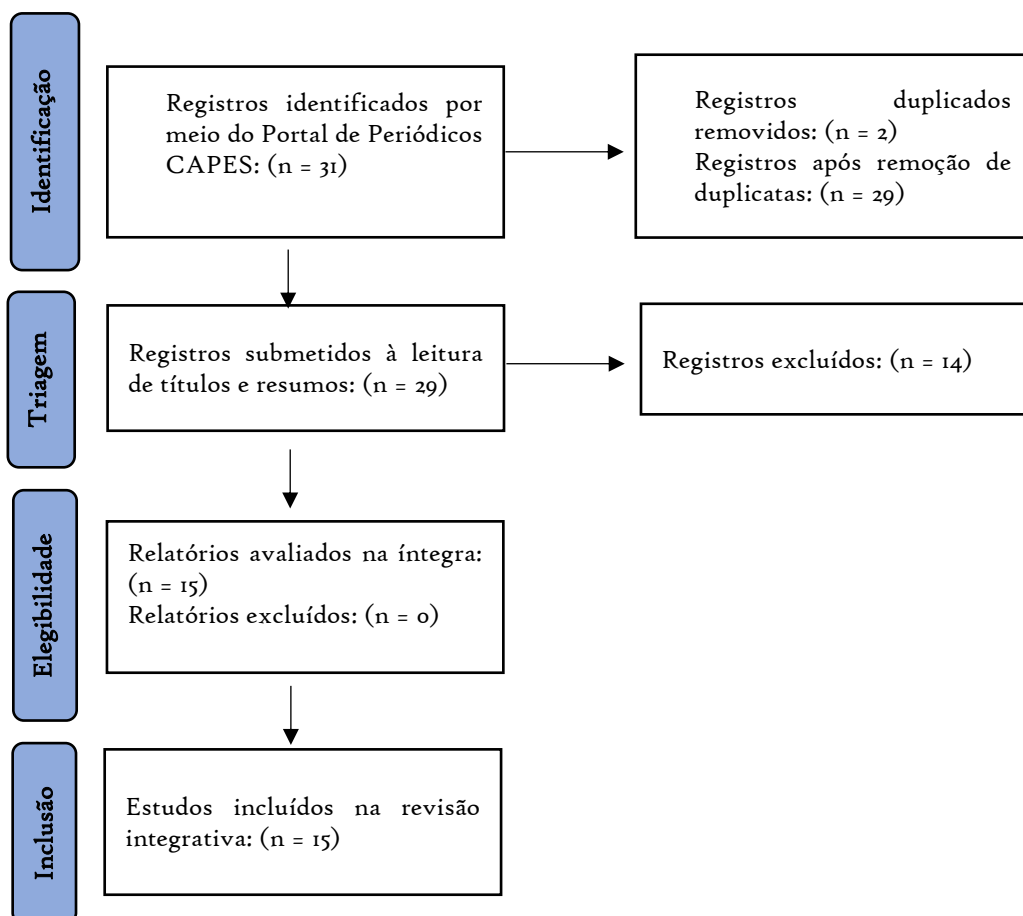 Identificação
Registros identificados por
meio do Portal de Periódicos
CAPES: (n = 31)
Registros duplicados
removidos: (n = 2)
Registros após remoção de
duplicatas: (n = 29)
Triagem
Registros submetidos à leitura
de títulos e resumos: (n = 29)
Registros excluídos: (n = 14)
Elegibilidade
Relatórios avaliados na íntegra:
(n = 15)
Relatórios excluídos: (n = 0)
Inclusão
Estudos incluídos na revisão
integrativa: (n = 15)